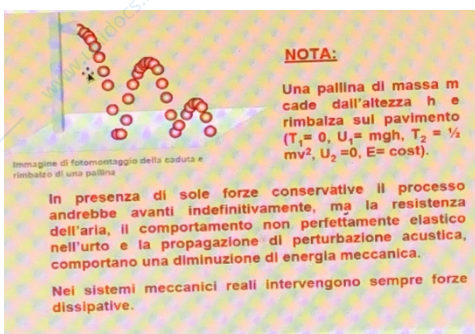 NOTA:
Una pallina di massa m
cade dall'altezza h e
rimbalza sul pavimento
(T₁= 0, U₁= mgh, T₂ = ½
mv², U₂ =0, E= cost).
Immagine di fotomontaggio della caduta e
rimbalzo di una pallina
In presenza di sole forze conservative il processo
andrebbe avanti indefinitivamente, ma la resistenza
dell'aria, il comportamento non perfettamente elastico
nell'urto e la propagazione di perturbazione acustica,
comportano una diminuzione di energia meccanica.
Nei sistemi meccanici reali intervengono sempre forze
dissipative.